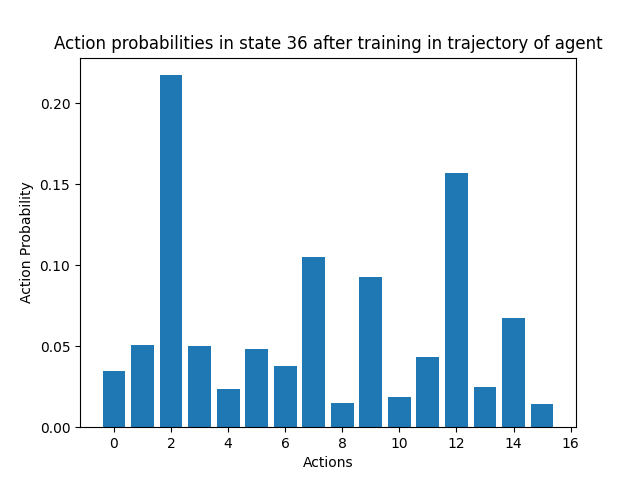 Action probabilities in state 36 after training in trajectory of agent
0.20
0.15
0.10
0.05
0.00
Action Probability
0 2 4 6 8 10 12 14 16
Actions